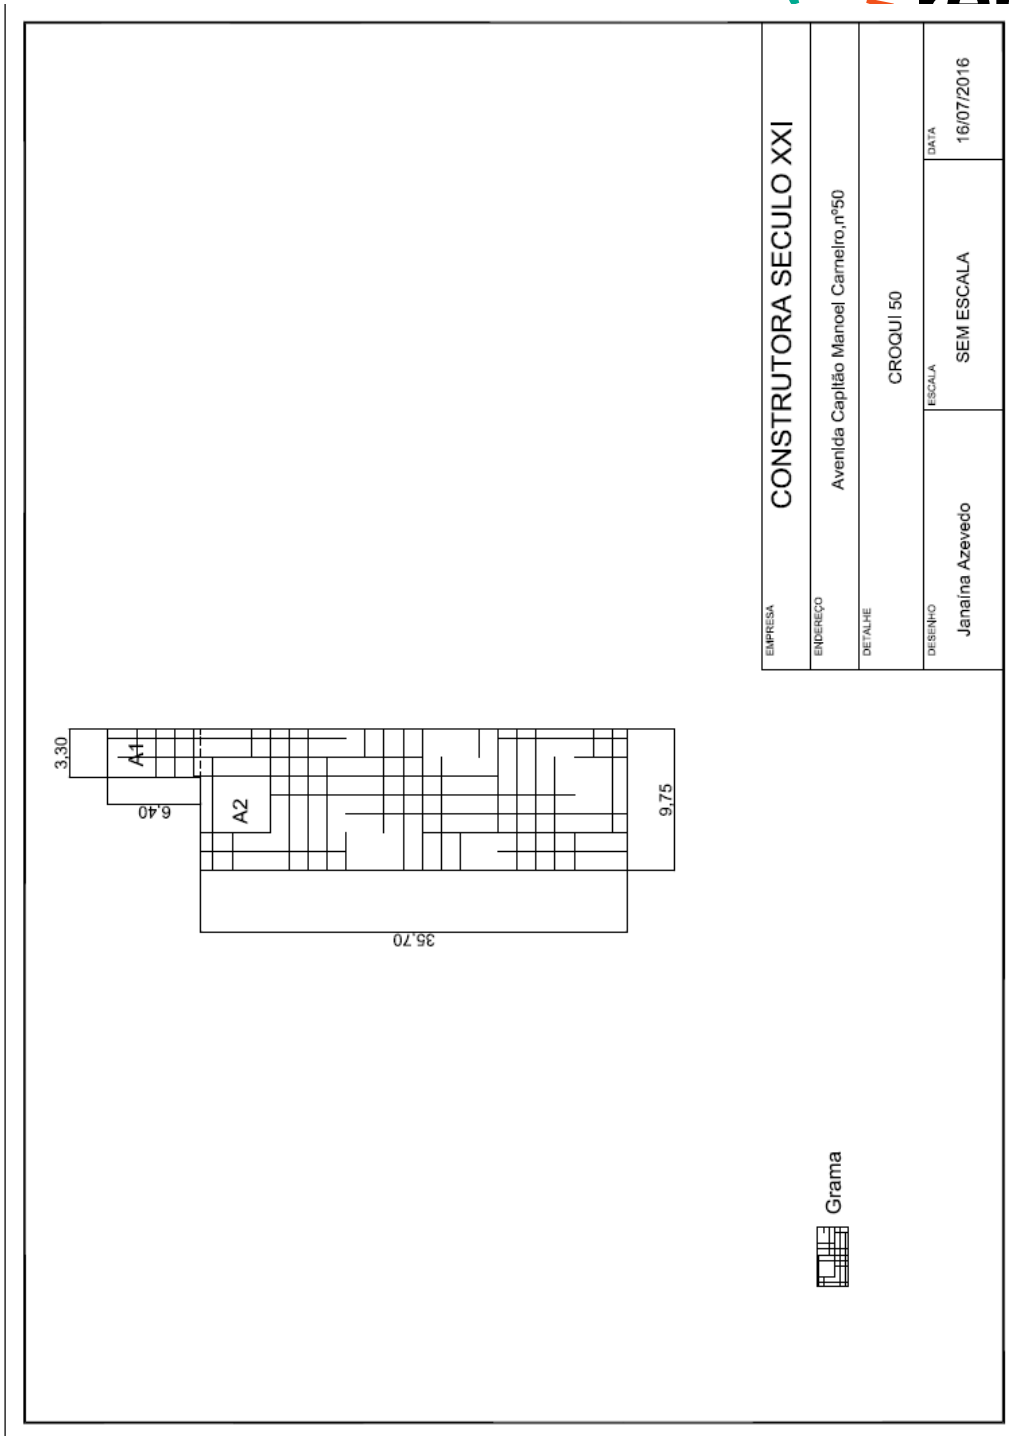 3,30
A1
6,40
A2
9,75
35,70
Grama
EMPRESA
CONSTRUTORA SECULO XXI
ENDEREÇO
Avenida Capitão Manoel Carneiro,nº50
DETALHE
CROQUI 50
DESENHO
Janaína Azevedo
ESCALA
SEM ESCALA
DATA
16/07/2016